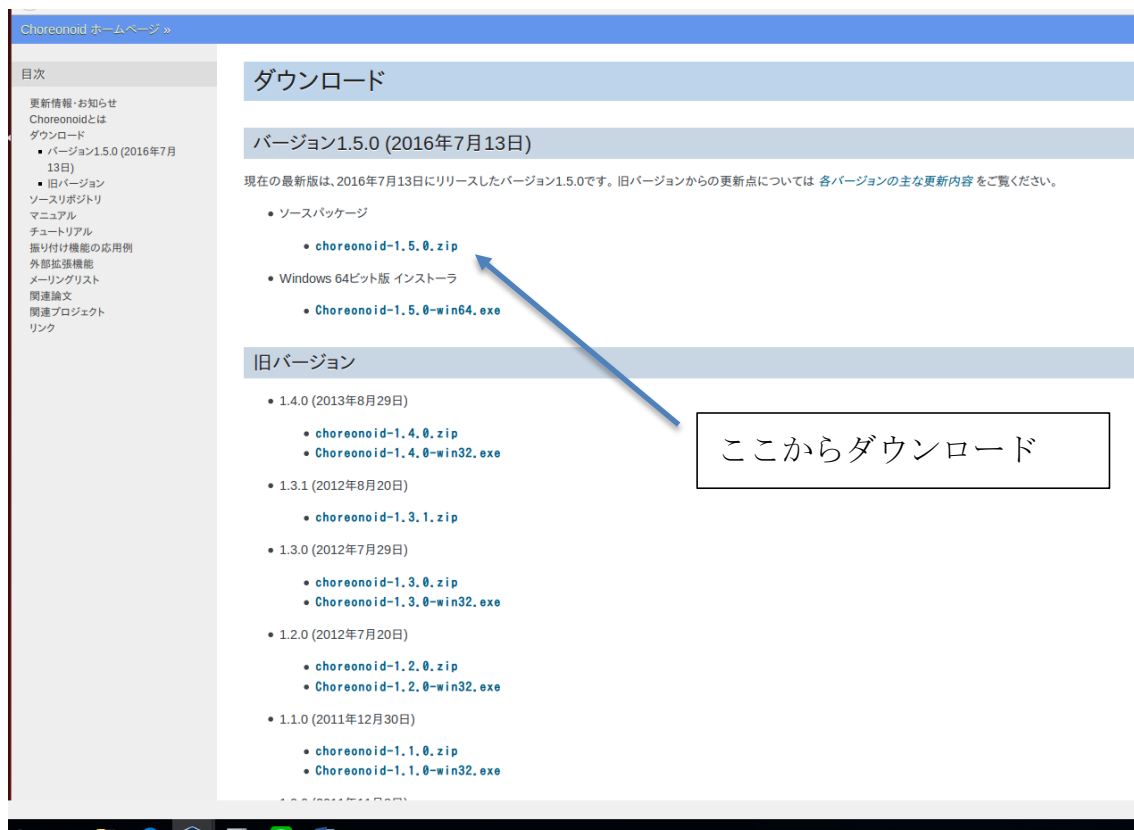 Choreonoid ホームページ »
目次
更新情報・お知らせ
Choreonoidとは
ダウンロード
バージョン1.5.0 (2016年7月
13日)
旧バージョン
ソースリポジトリ
マニュアル
チュートリアル
振り付け機能の応用例
外部拡張機能
メーリングリスト
関連論文
関連プロジェクト
リンク
ダウンロード
バージョン1.5.0 (2016年7月13日)
現在の最新版は、2016年7月13日にリリースしたバージョン1.5.0です。旧バージョンからの更新点については 各バージョンの主な更新内容 をご覧ください。
ソースパッケージ
choreonoid-1.5.0.zip
Windows 64ビット版 インストーラ
Choreonoid-1.5.0-win64.exe
旧バージョン
1.4.0 (2013年8月29日)
choreonoid-1.4.0.zip
Choreonoid-1.4.0-win32.exe
ここからダウンロード
1.3.1 (2012年8月20日)
choreonoid-1.3.1.zip
1.3.0 (2012年7月29日)
choreonoid-1.3.0.zip
Choreonoid-1.3.0-win32.exe
1.2.0 (2012年7月20日)
choreonoid-1.2.0.zip
Choreonoid-1.2.0-win32.exe
1.1.0 (2011年12月30日)
choreonoid-1.1.0.zip
Choreonoid-1.1.0-win32.exe